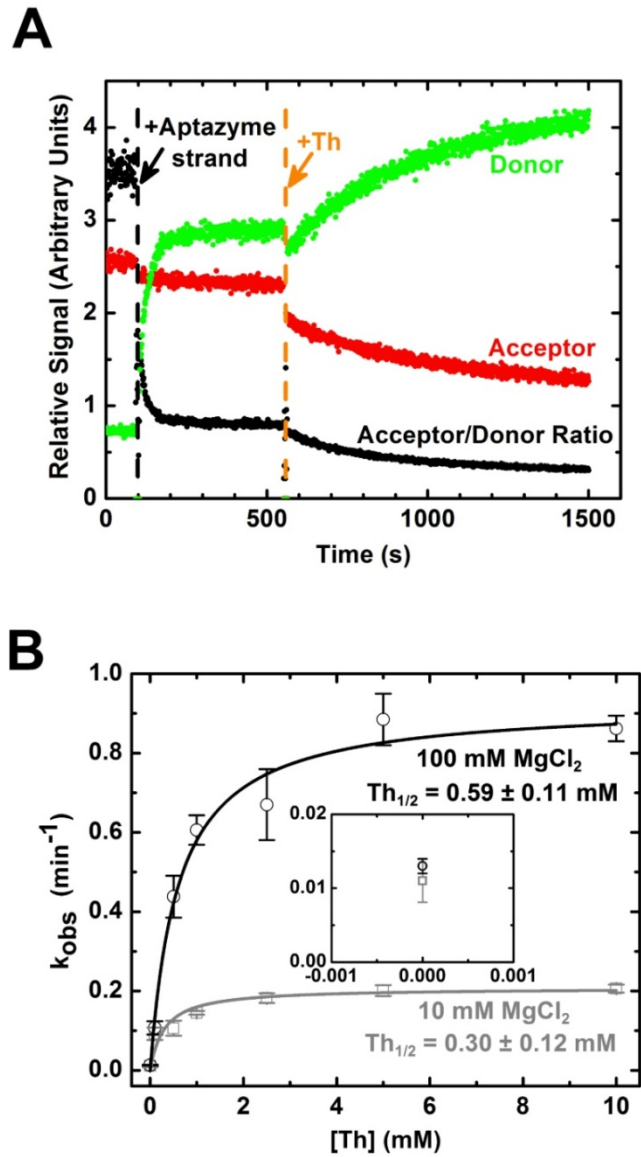 A
+Aptazyme
strand
+Th
Donor
Acceptor
Acceptor/Donor Ratio
Relative Signal (Arbitrary Units)
4
3
2
1
0
0
500
1000
1500
Time (s)
B
k_obs (min⁻¹)
1.0
0.8
0.6
0.4
0.2
0.0
100 mM MgCl₂
Th₁/₂ = 0.59 ± 0.11 mM
0.02
0.01
0.00
-0.001
0.000
0.001
10 mM MgCl₂
Th₁/₂ = 0.30 ± 0.12 mM
0
2
4
6
8
10
[Th] (mM)